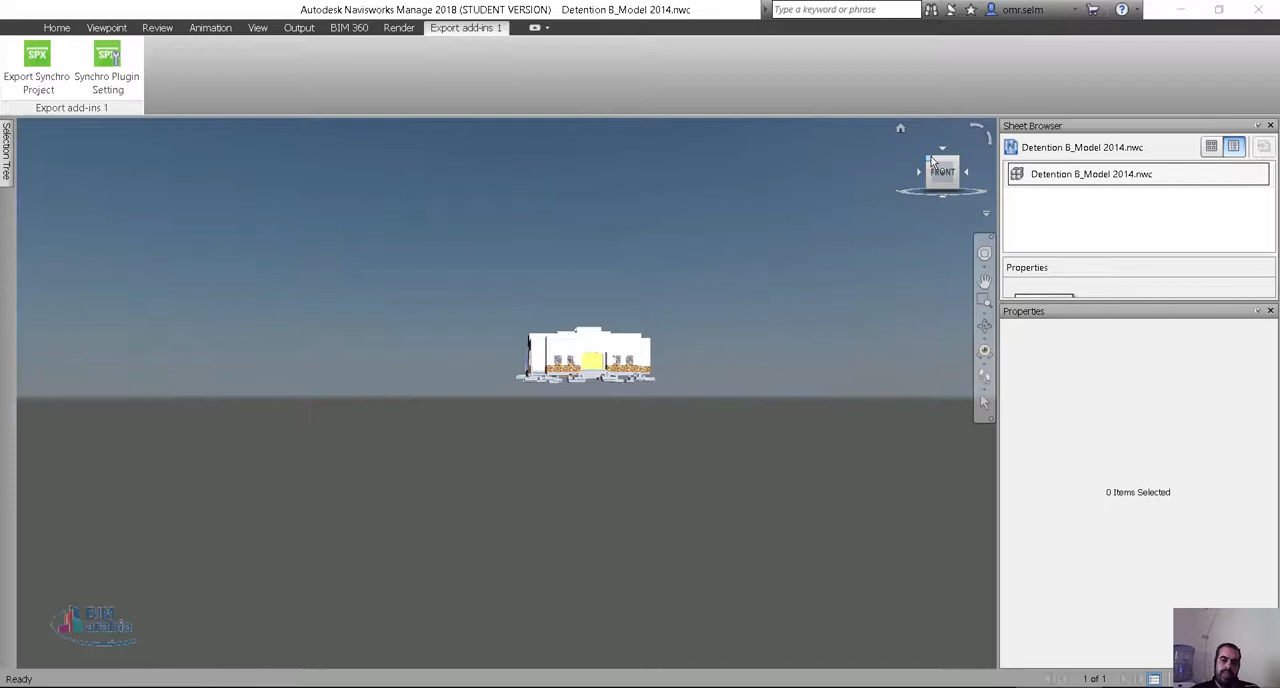 Autodesk Navisworks Manage 2018 (STUDENT VERSION) Detention B_Model 2014.nwc
Type a keyword or phrase
omr.selm
Home Viewpoint Review Animation View Output BIM 360 Render Export add-ins 1
SPX
Export Synchro
Project
Synchro Plugin
Setting
Export add-ins 1
Selection Tree
FRONT
Sheet Browser
Detention B_Model 2014.nwc
Detention B_Model 2014.nwc
Properties
Properties
0 Items Selected
BIM
arabia
Ready
1 of 1